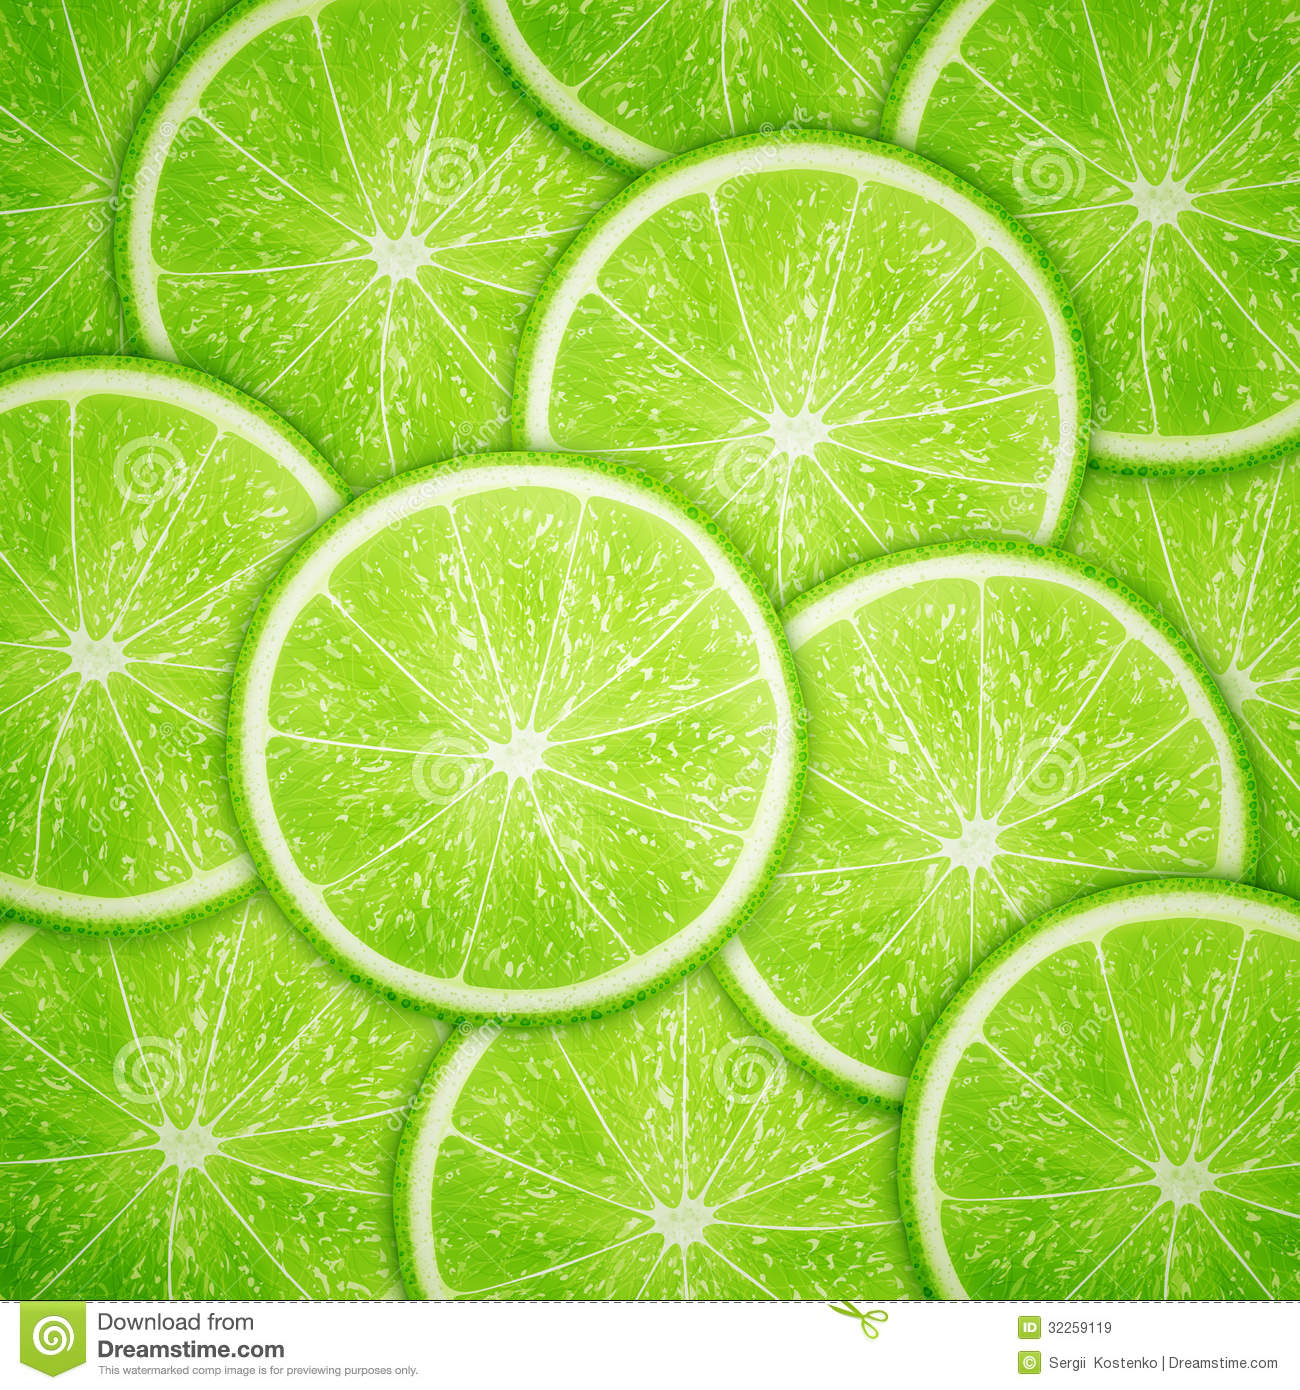 Download from
Dreamstime.com
This watermarked comp image is for previewing purposes only.
ID 32259119
© Sergii Kostenko | Dreamstime.com